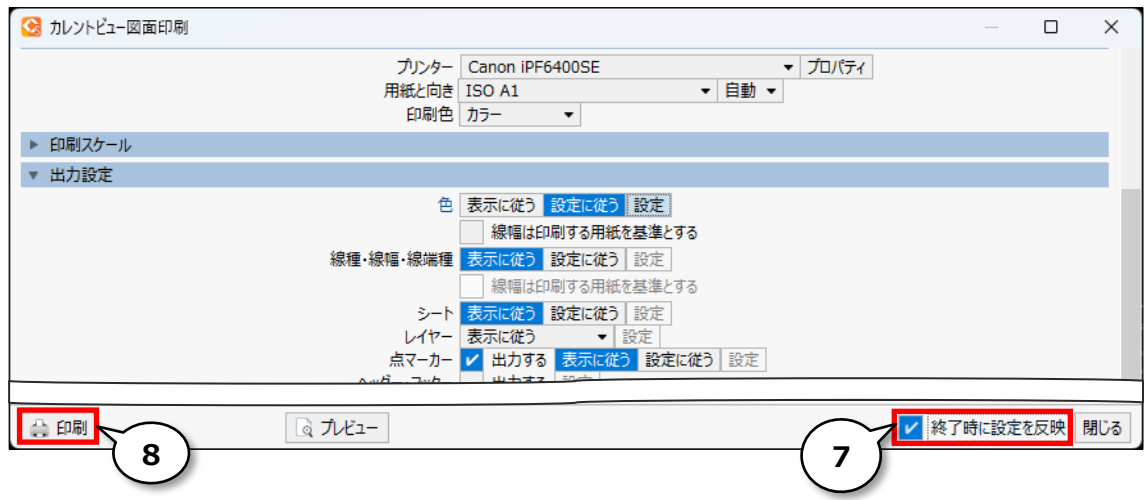 カレントビュー図面印刷
プリンター Canon iPF6400SE プロパティ
用紙と向き ISO A1 自動
印刷色 カラー
印刷スケール
出力設定
色 表示に従う 設定に従う 設定
線幅は印刷する用紙を基準とする
線種・線幅・線端種 表示に従う 設定に従う 設定
線幅は印刷する用紙を基準とする
シート 表示に従う 設定に従う 設定
レイヤー 表示に従う 設定
点マーカー 出力する 表示に従う 設定に従う 設定
印刷 プレビュー 終了時に設定を反映 閉じる
8 7